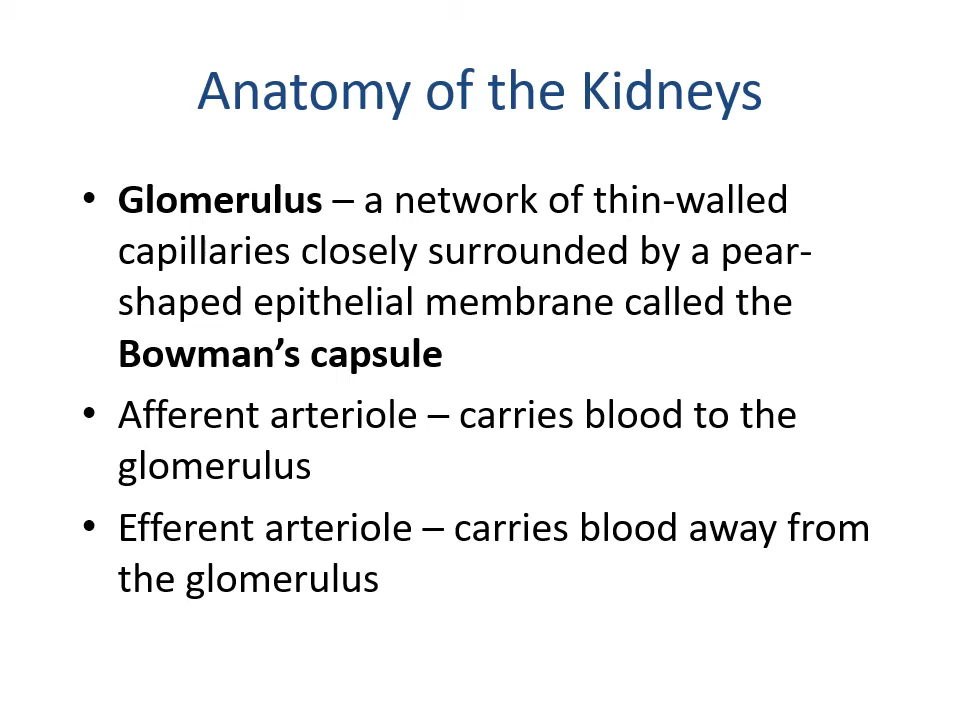 Anatomy of the Kidneys
• Glomerulus – a network of thin-walled
capillaries closely surrounded by a pear-
shaped epithelial membrane called the
Bowman’s capsule
• Afferent arteriole – carries blood to the
glomerulus
• Efferent arteriole – carries blood away from
the glomerulus